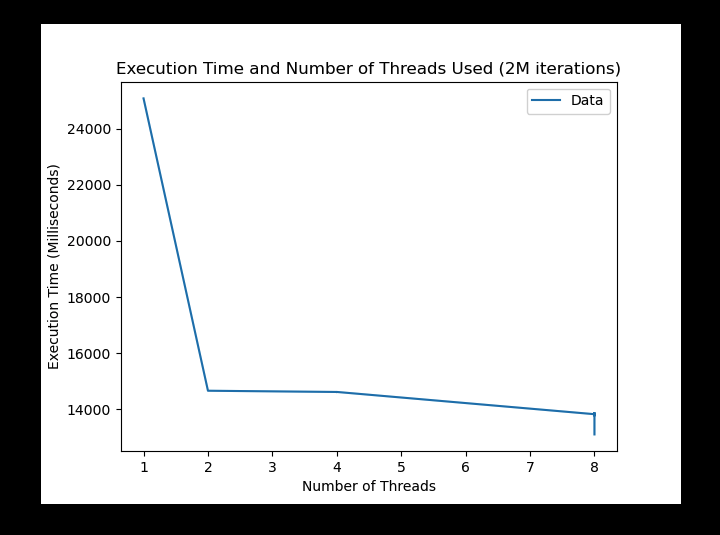 Execution Time and Number of Threads Used (2M iterations)
Data
24000
22000
20000
18000
16000
14000
Execution Time (Milliseconds)
1 2 3 4 5 6 7 8
Number of Threads